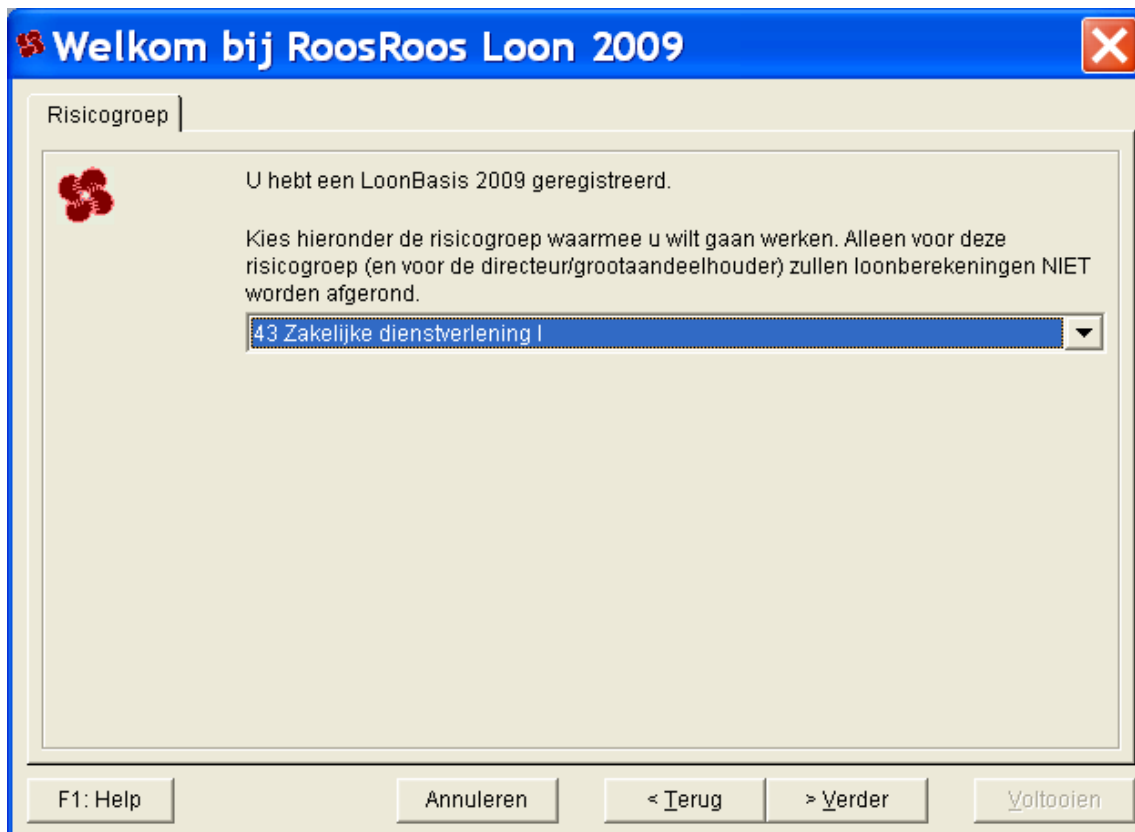 Welkom bij RoosRoos Loon 2009
Risicogroep
U hebt een LoonBasis 2009 geregistreerd.
Kies hieronder de risicogroep waarmee u wilt gaan werken. Alleen voor deze
risicogroep (en voor de directeur/grootaandeelhouder) zullen loonberekeningen NIET
worden afgerond.
43 Zakelijke dienstverlening I
F1: Help
Annuleren
< Terug
> Verder
Voltooien